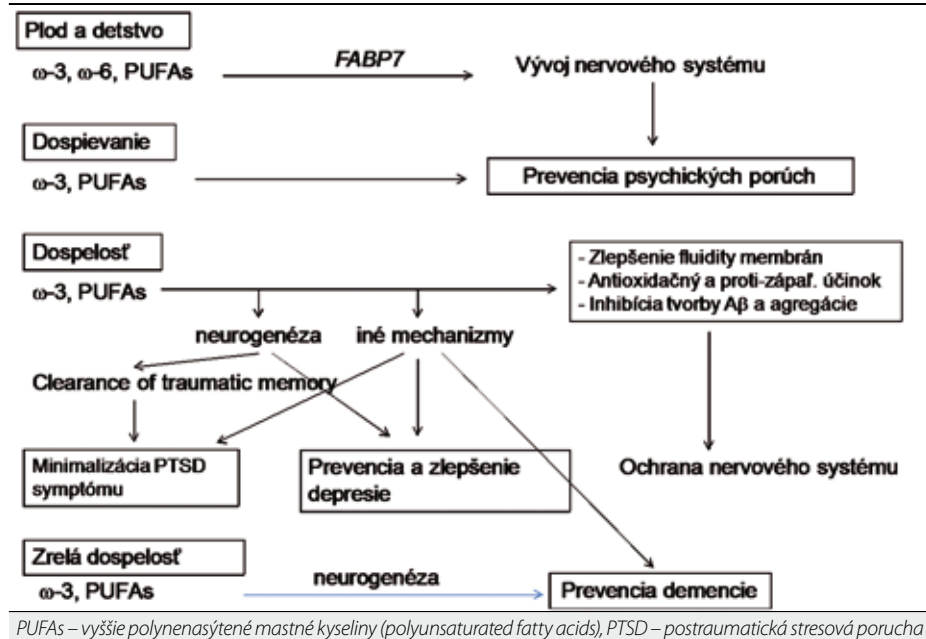 Plod a detstvo
ω-3, ω-6, PUFAs
FABP7
Vývoj nervového systému
Dospievanie
ω-3, PUFAs
Prevencia psychických porúch
Dospelosť
ω-3, PUFAs
- Zlepšenie fluidity membrán
- Antioxidačný a proti-zápaľ. účinok
- Inhibícia tvorby Aβ a agregácie
neurogenéza
iné mechanizmy
Clearance of traumatic memory
Minimalizácia PTSD
symptómu
Prevencia a zlepšenie
depresie
Ochrana nervového systému
Zrelá dospelosť
ω-3, PUFAs
neurogenéza
Prevencia demencie
PUFAs – vyššie polynenasýtené mastné kyseliny (polyunsaturated fatty acids), PTSD – postraumatická stresová porucha